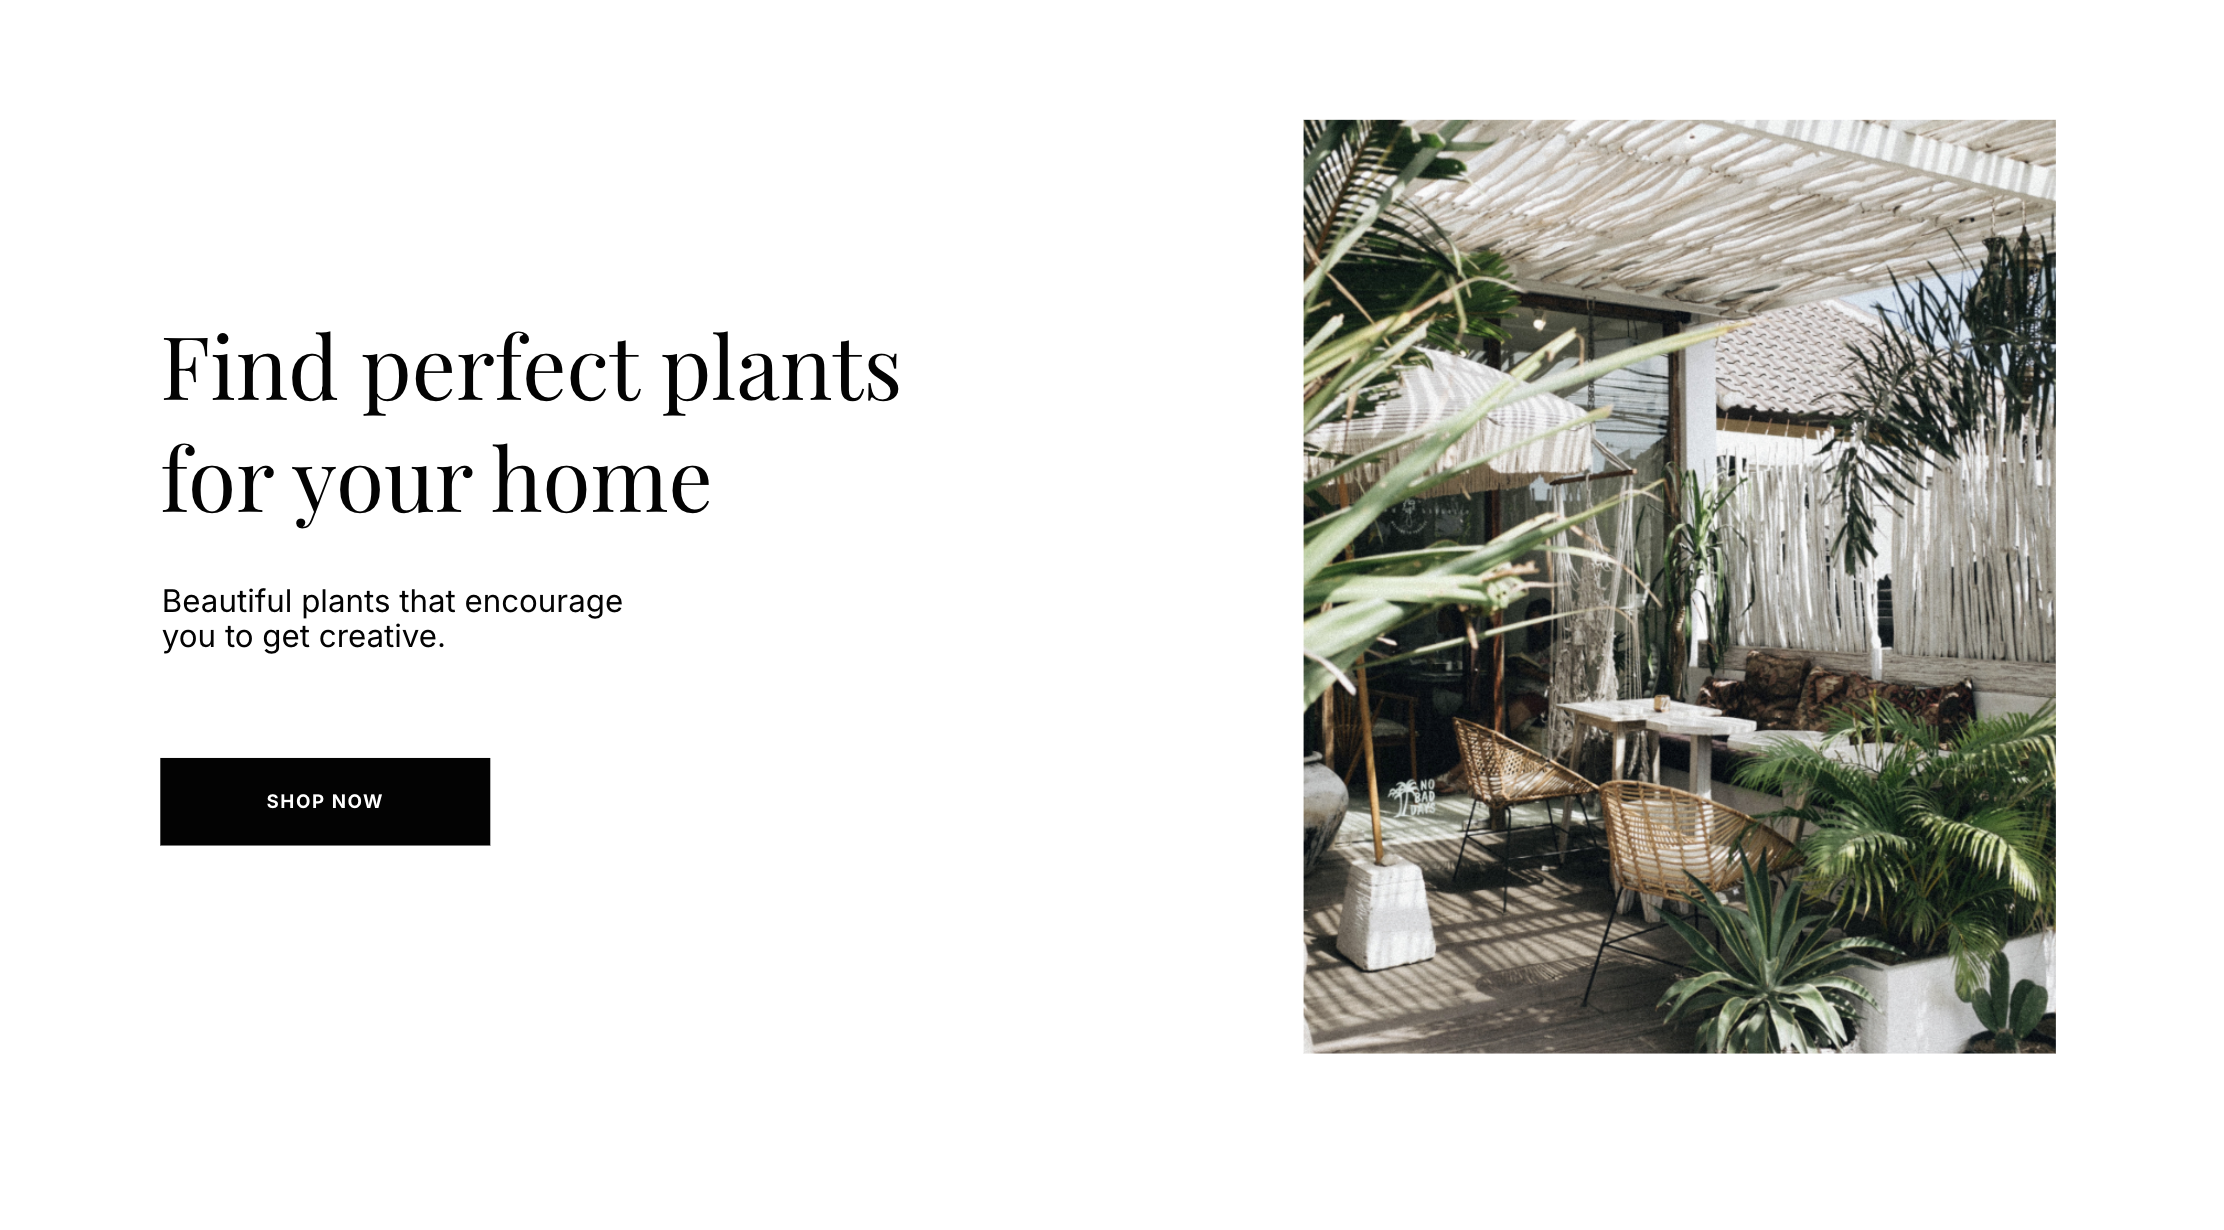 Find perfect plants
for your home
Beautiful plants that encourage
you to get creative.
SHOP NOW
NO
BAD
DAYS